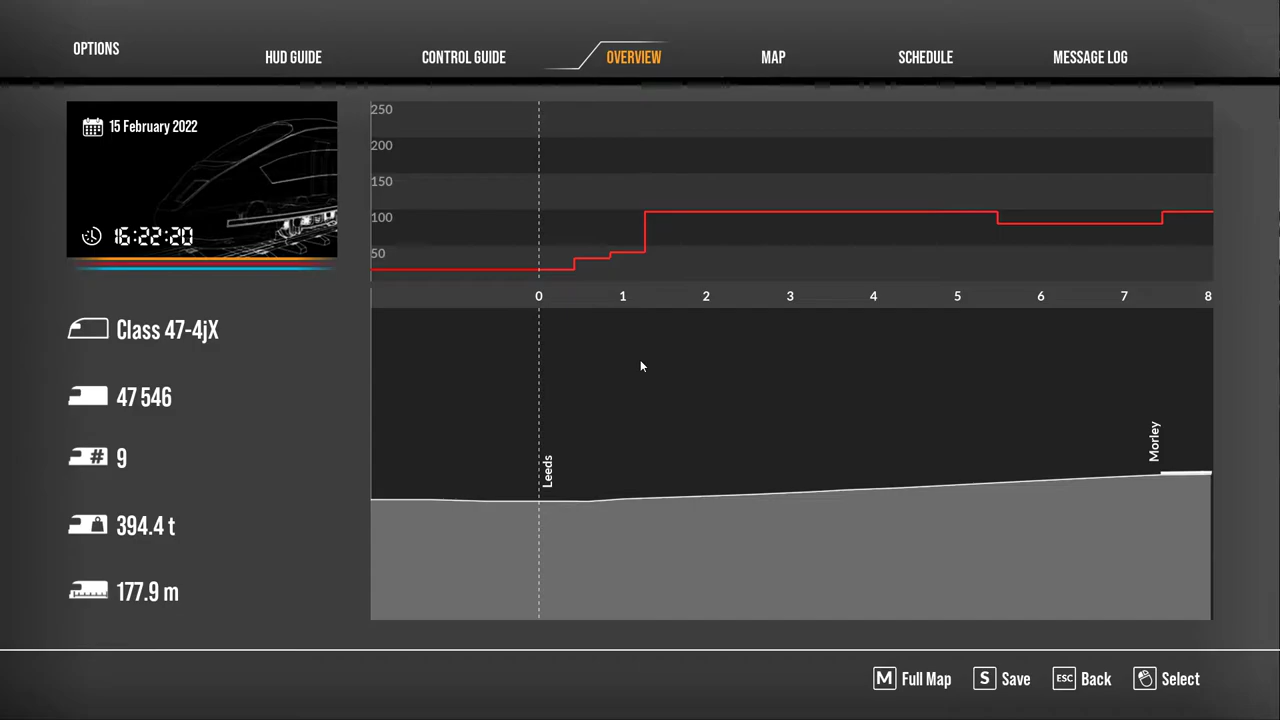 OPTIONS
HUD GUIDE
CONTROL GUIDE
OVERVIEW
MAP
SCHEDULE
MESSAGE LOG
15 February 2022
16:22:20
Class 47-4jX
47 546
# 9
394.4 t
177.9 m
250
200
150
100
50
0 1 2 3 4 5 6 7 8
Leeds
Morley
M Full Map
S Save
ESC Back
Select